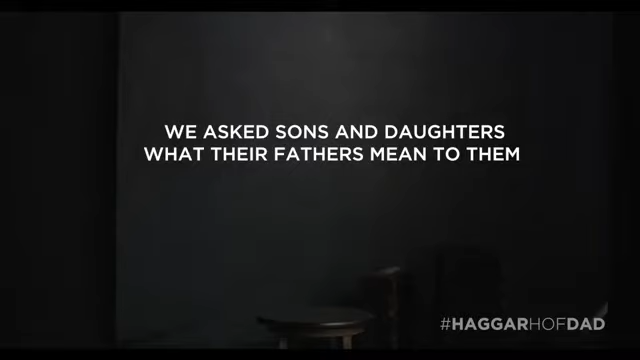 WE ASKED SONS AND DAUGHTERS
WHAT THEIR FATHERS MEAN TO THEM
#HAGGARHOFDAD